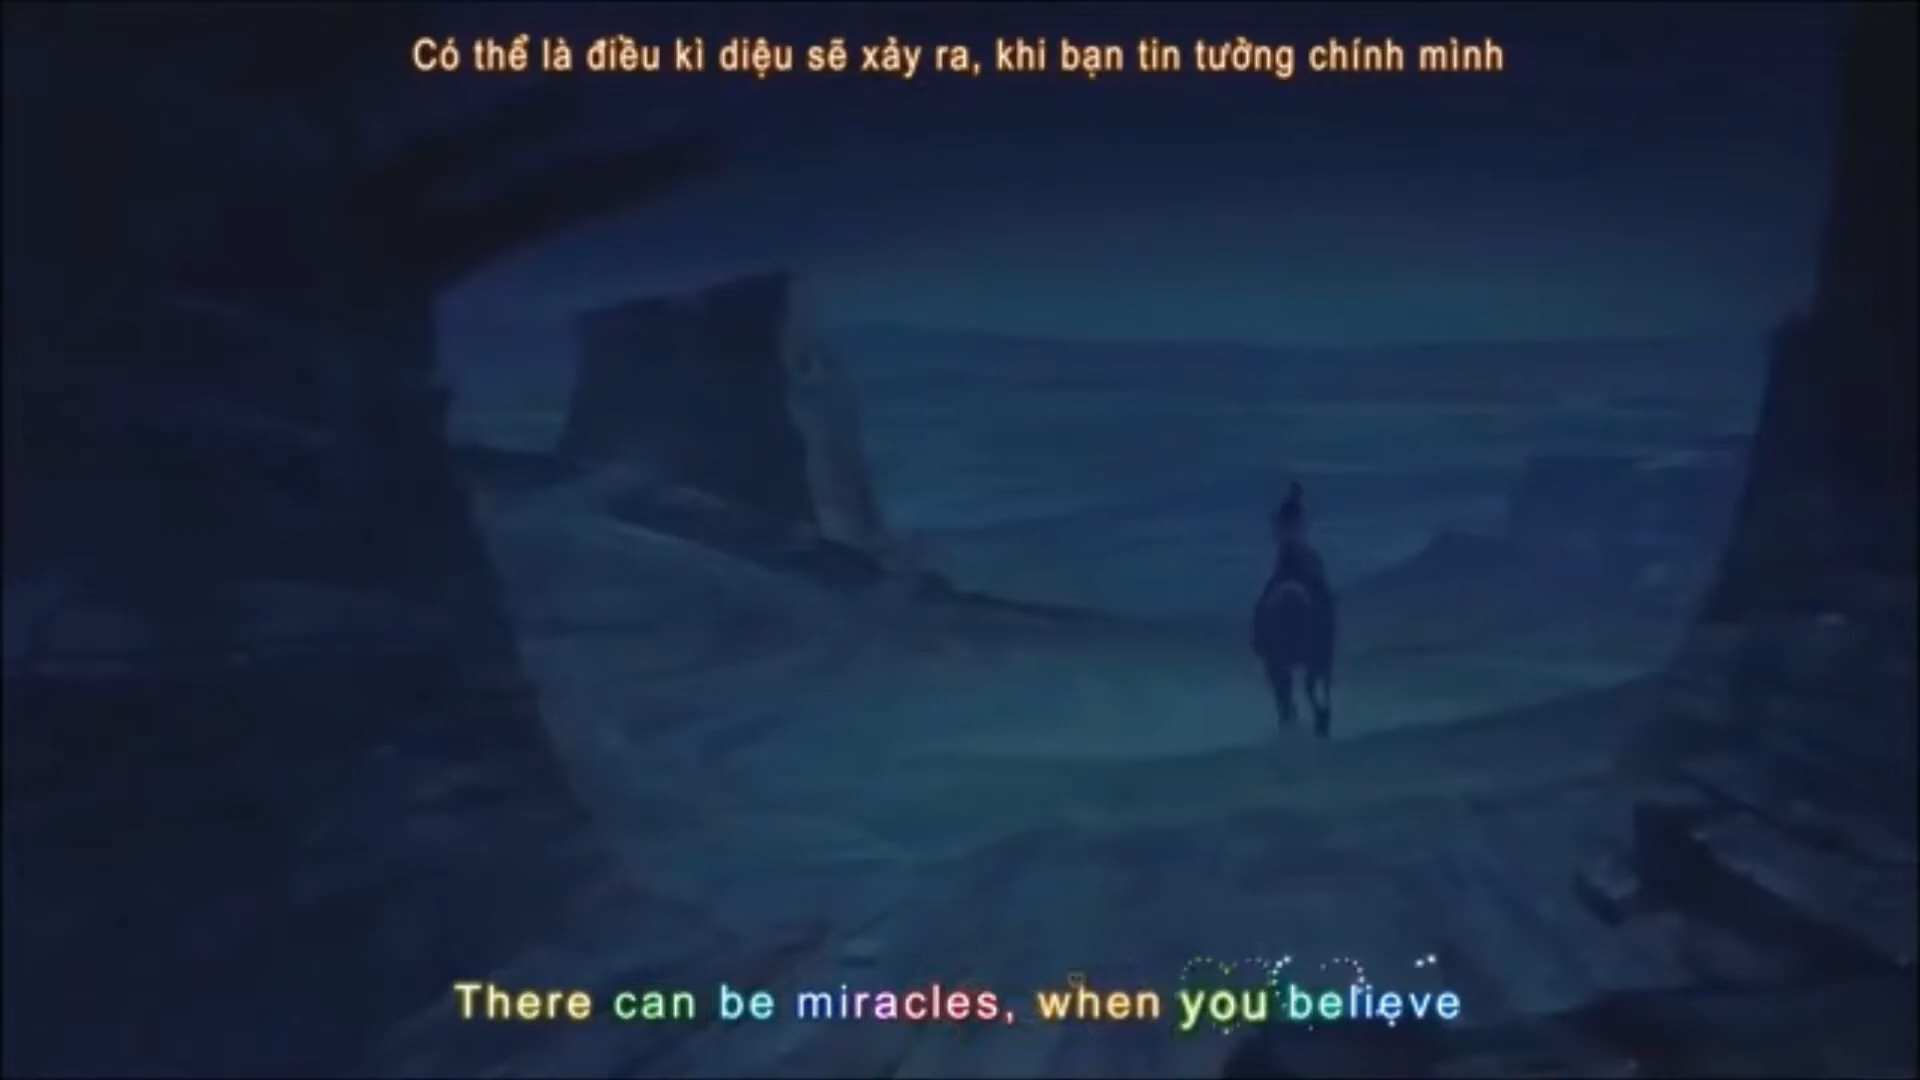 Có thể là điều kì diệu sẽ xảy ra, khi bạn tin tưởng chính mình
There can be miracles, when you believe